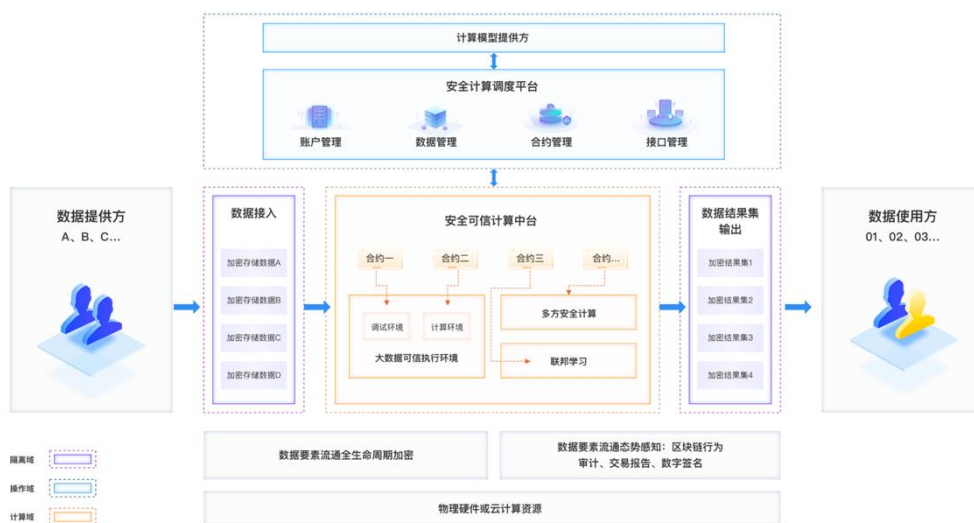 计算模型提供方
安全计算调度平台
账户管理
数据管理
合约管理
接口管理
数据提供方
A、B、C...
数据接入
加密存储数据A
加密存储数据B
加密存储数据C
加密存储数据D
安全可信计算中台
合约一
合约二
合约三
合约...
调试环境
计算环境
大数据可信执行环境
多方安全计算
联邦学习
数据结果集
输出
加密结果集1
加密结果集2
加密结果集3
加密结果集4
数据使用方
01、02、03...
隔离域
操作域
计算域
数据要素流通全生命周期加密
数据要素流通态势感知：区块链行为
审计、交易报告、数字签名
物理硬件或云计算资源